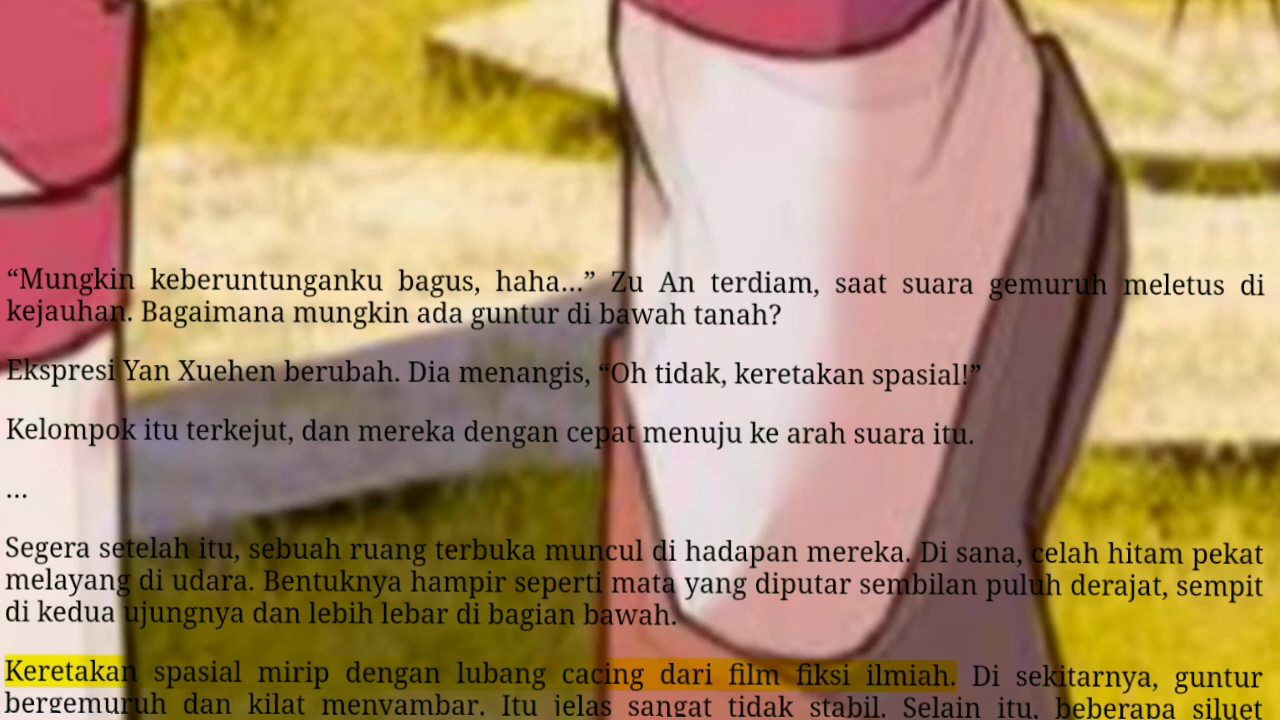 “Mungkin keberuntunganku bagus, haha…” Zu An terdiam, saat suara gemuruh meletus di
kejauhan. Bagaimana mungkin ada guntur di bawah tanah?
Ekspresi Yan Xuehen berubah. Dia menangis, “Oh tidak, keretakan spasial!”
Kelompok itu terkejut, dan mereka dengan cepat menuju ke arah suara itu.
…
Segera setelah itu, sebuah ruang terbuka muncul di hadapan mereka. Di sana, celah hitam pekat
melayang di udara. Bentuknya hampir seperti mata yang diputar sembilan puluh derajat, sempit
di kedua ujungnya dan lebih lebar di bagian bawah.
Keretakan spasial mirip dengan lubang cacing dari film fiksi ilmiah. Di sekitarnya, guntur
bergemuruh dan kilat menyambar. Itu jelas sangat tidak stabil. Selain itu, beberapa siluet